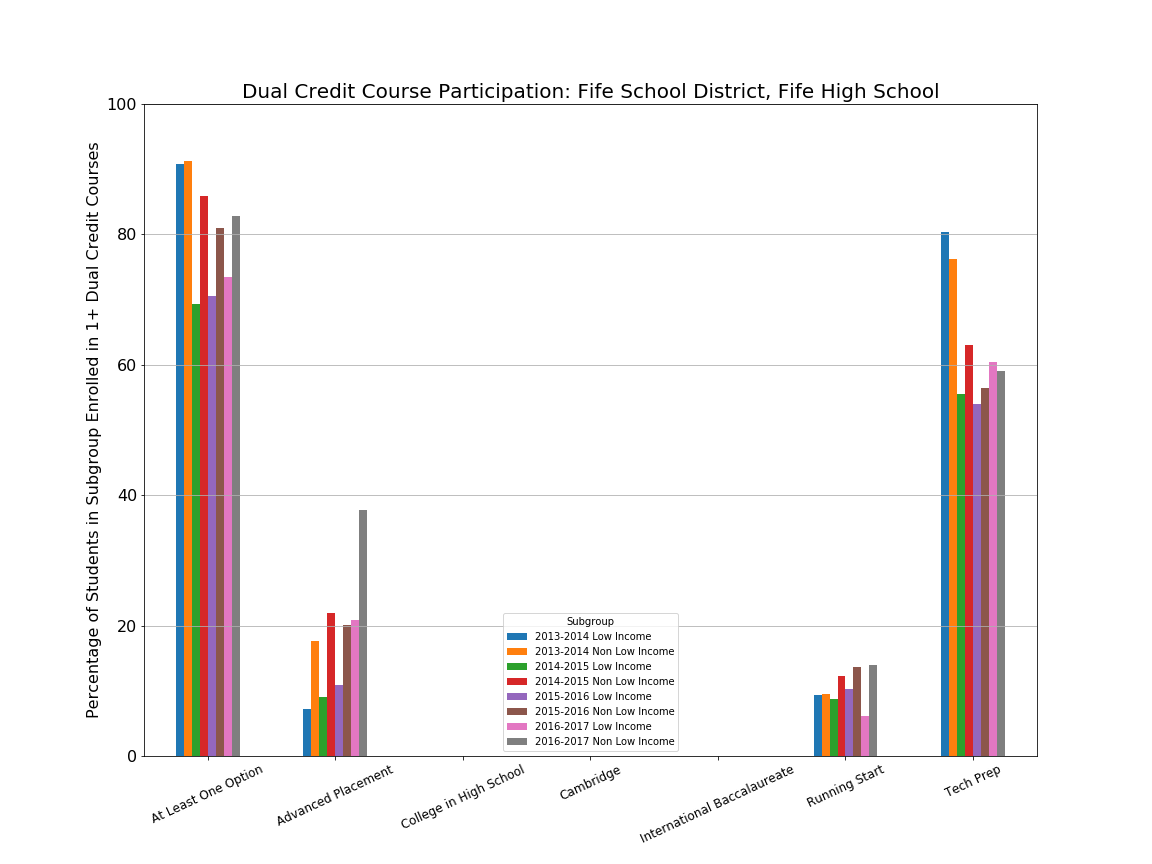 Dual Credit Course Participation: Fife School District, Fife High School
Percentage of Students in Subgroup Enrolled in 1+ Dual Credit Courses
100
80
60
40
20
0
Subgroup
2013-2014 Low Income
2013-2014 Non Low Income
2014-2015 Low Income
2014-2015 Non Low Income
2015-2016 Low Income
2015-2016 Non Low Income
2016-2017 Low Income
2016-2017 Non Low Income
At Least One Option
Advanced Placement
College in High School
Cambridge
International Baccalaureate
Running Start
Tech Prep